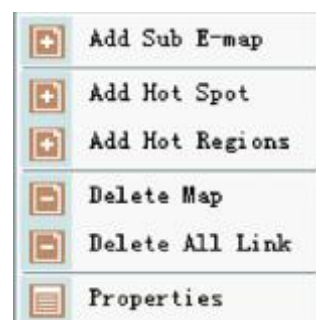 Add Sub E-map
Add Hot Spot
Add Hot Regions
Delete Map
Delete All Link
Properties